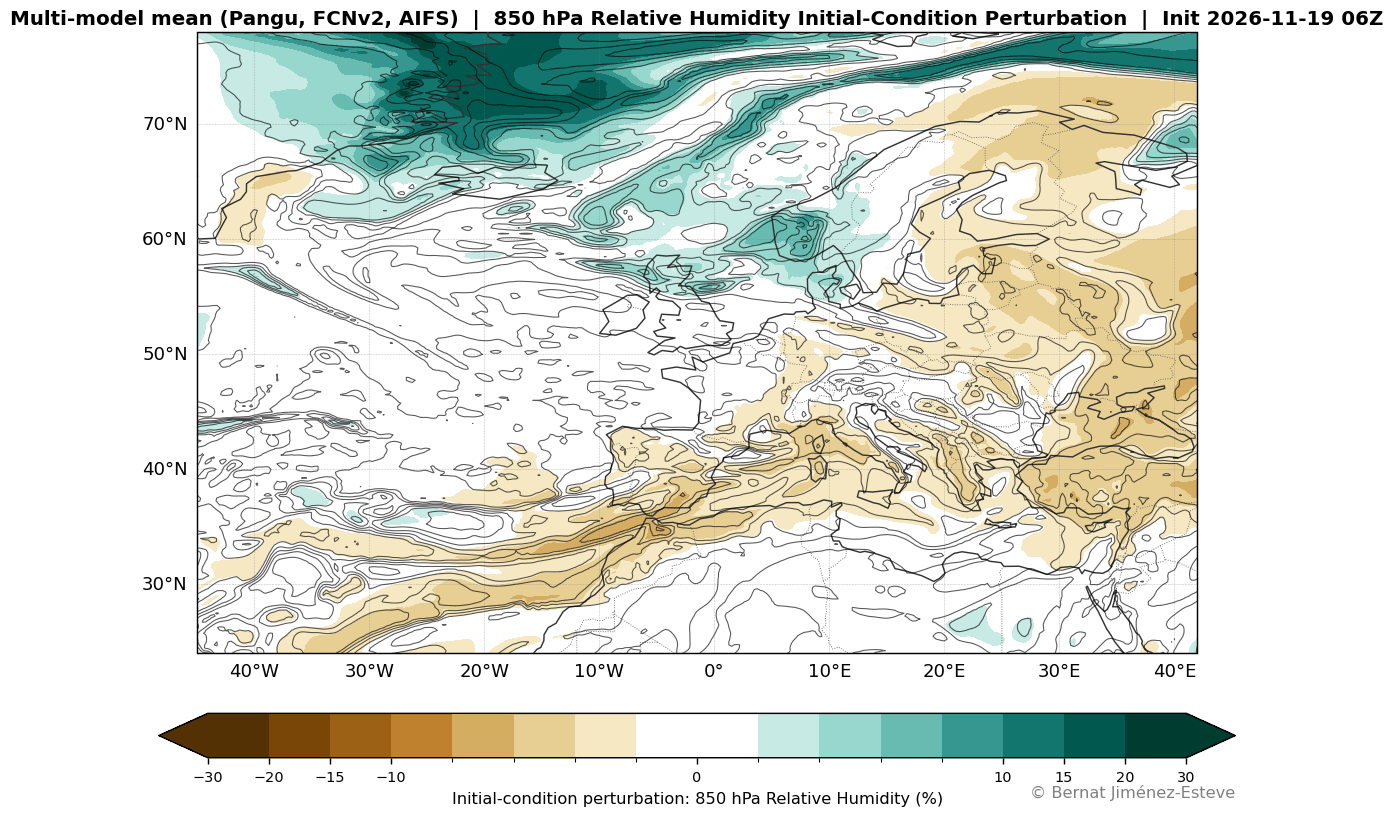 Multi-model mean (Pangu, FCNv2, AIFS)  |  850 hPa Relative Humidity Initial-Condition Perturbation  |  Init 2026-11-19 06Z
70°N
60°N
50°N
40°N
30°N
40°W 30°W 20°W 10°W 0° 10°E 20°E 30°E 40°E
−30 −20 −15 −10 0 10 15 20 30
Initial-condition perturbation: 850 hPa Relative Humidity (%)
© Bernat Jiménez-Esteve